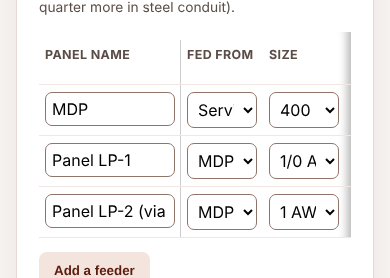 quarter more in steel conduit).
PANEL NAME FED FROM SIZE
MDP Serv 400
Panel LP-1 MDP 1/0 A
Panel LP-2 (via MDP 1 AW
Add a feeder